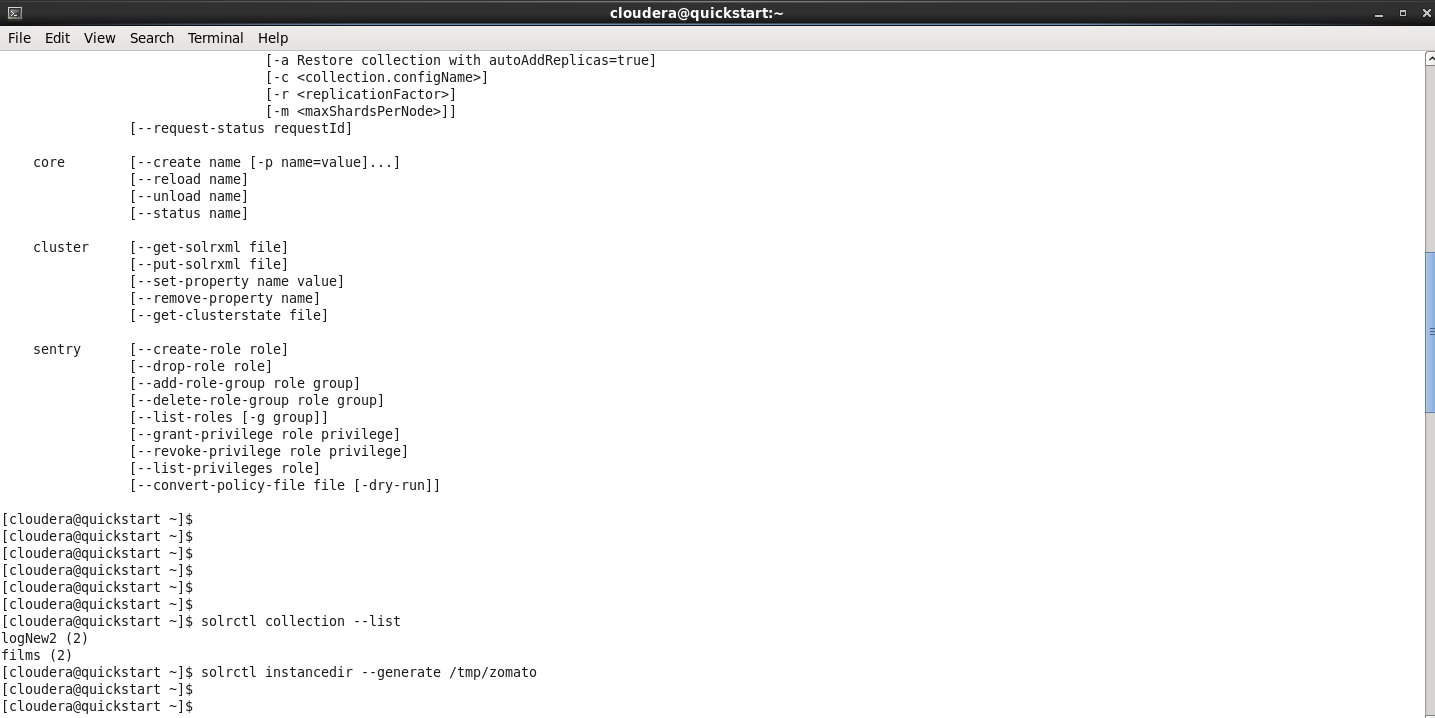 cloudera@quickstart:~
File Edit View Search Terminal Help
[-a Restore collection with autoAddReplicas=true]
[-c <collection.configName>]
[-r <replicationFactor>]
[-m <maxShardsPerNode>]]
[--request-status requestId]
core [--create name [-p name=value]...]
[--reload name]
[--unload name]
[--status name]
cluster [--get-solrxml file]
[--put-solrxml file]
[--set-property name value]
[--remove-property name]
[--get-clusterstate file]
sentry [--create-role role]
[--drop-role role]
[--add-role-group role group]
[--delete-role-group role group]
[--list-roles [-g group]]
[--grant-privilege role privilege]
[--revoke-privilege role privilege]
[--list-privileges role]
[--convert-policy-file file [-dry-run]]
[cloudera@quickstart ~]$
[cloudera@quickstart ~]$
[cloudera@quickstart ~]$
[cloudera@quickstart ~]$
[cloudera@quickstart ~]$
[cloudera@quickstart ~]$
[cloudera@quickstart ~]$ solrctl collection --list
logNew2 (2)
films (2)
[cloudera@quickstart ~]$ solrctl instancedir --generate /tmp/zomato
[cloudera@quickstart ~]$
[cloudera@quickstart ~]$